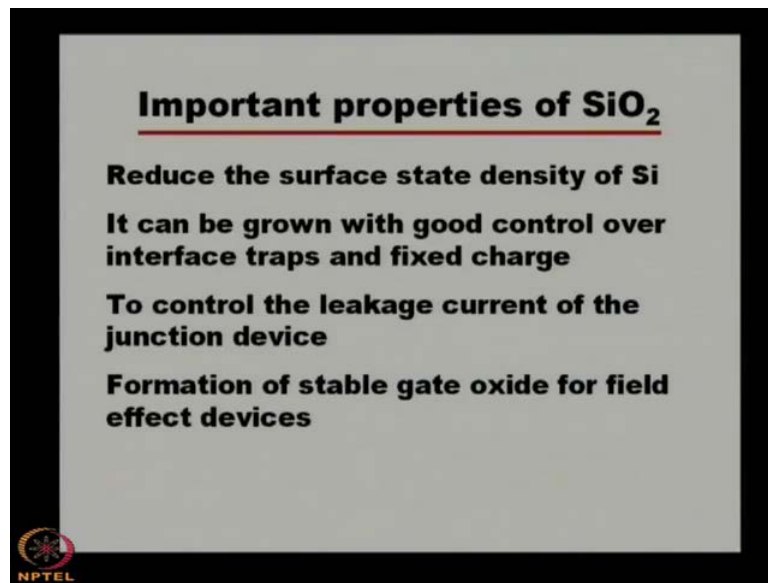 Important properties of SiO₂
Reduce the surface state density of Si
It can be grown with good control over
interface traps and fixed charge
To control the leakage current of the
junction device
Formation of stable gate oxide for field
effect devices
NPTEL